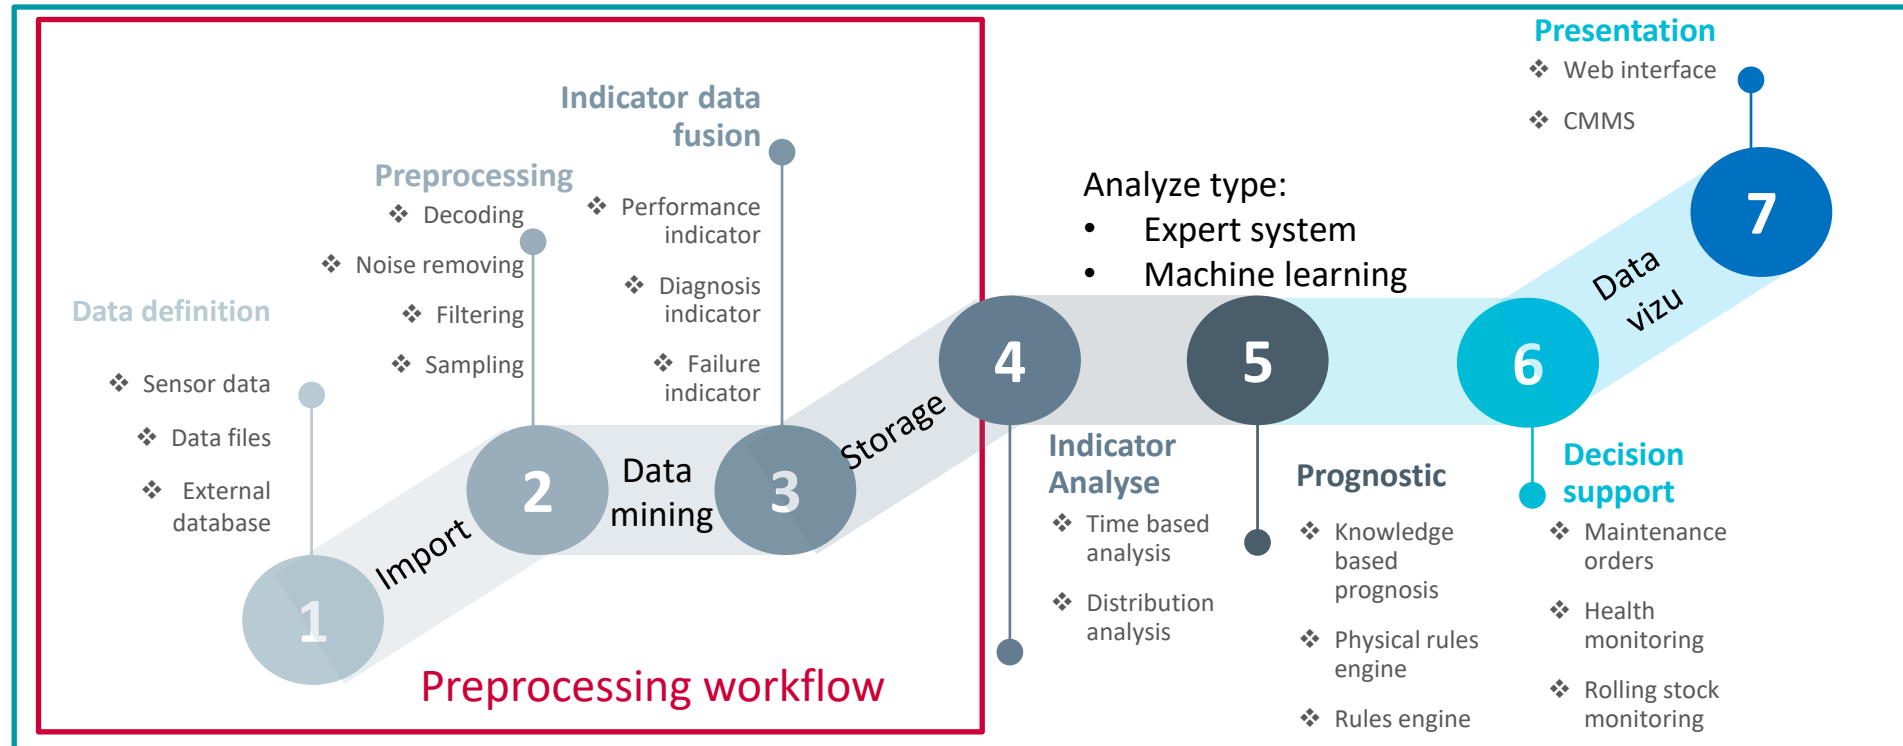 Data definition
❖ Sensor data
❖ Data files
❖ External
database
1
Import
Preprocessing
❖ Decoding
❖ Noise removing
❖ Filtering
❖ Sampling
2
Data
mining
Indicator data
fusion
❖ Performance
indicator
❖ Diagnosis
indicator
❖ Failure
indicator
3
Storage
Preprocessing workflow
4
Indicator
Analyse
❖ Time based
analysis
❖ Distribution
analysis
Analyze type:
• Expert system
• Machine learning
5
Prognostic
❖ Knowledge
based
prognosis
❖ Physical rules
engine
❖ Rules engine
6
Decision
support
❖ Maintenance
orders
❖ Health
monitoring
❖ Rolling stock
monitoring
Data
vizu
Presentation
❖ Web interface
❖ CMMS
7